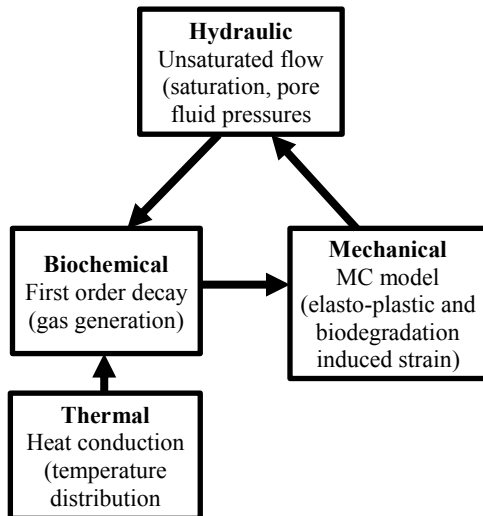 Hydraulic
Unsaturated flow
(saturation, pore
fluid pressures
Biochemical
First order decay
(gas generation)
Mechanical
MC model
(elasto-plastic and
biodegradation
induced strain)
Thermal
Heat conduction
(temperature
distribution